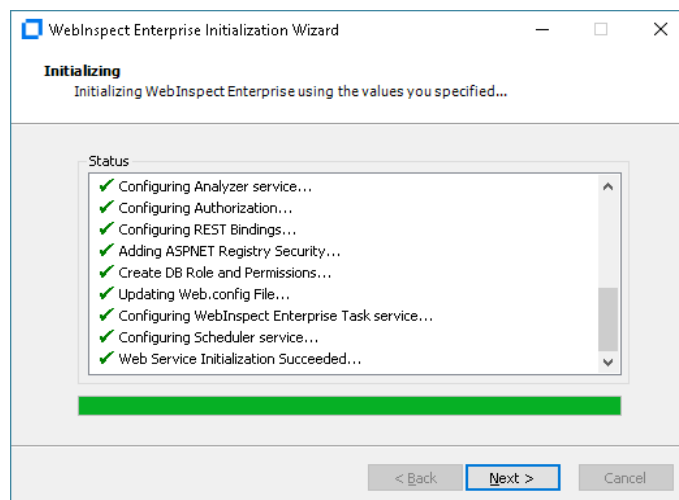 WebInspect Enterprise Initialization Wizard
Initializing
Initializing WebInspect Enterprise using the values you specified...
Status
Configuring Analyzer service...
Configuring Authorization...
Configuring REST Bindings...
Adding ASPNET Registry Security...
Create DB Role and Permissions...
Updating Web.config File...
Configuring WebInspect Enterprise Task service...
Configuring Scheduler service...
Web Service Initialization Succeeded...
< Back Next > Cancel